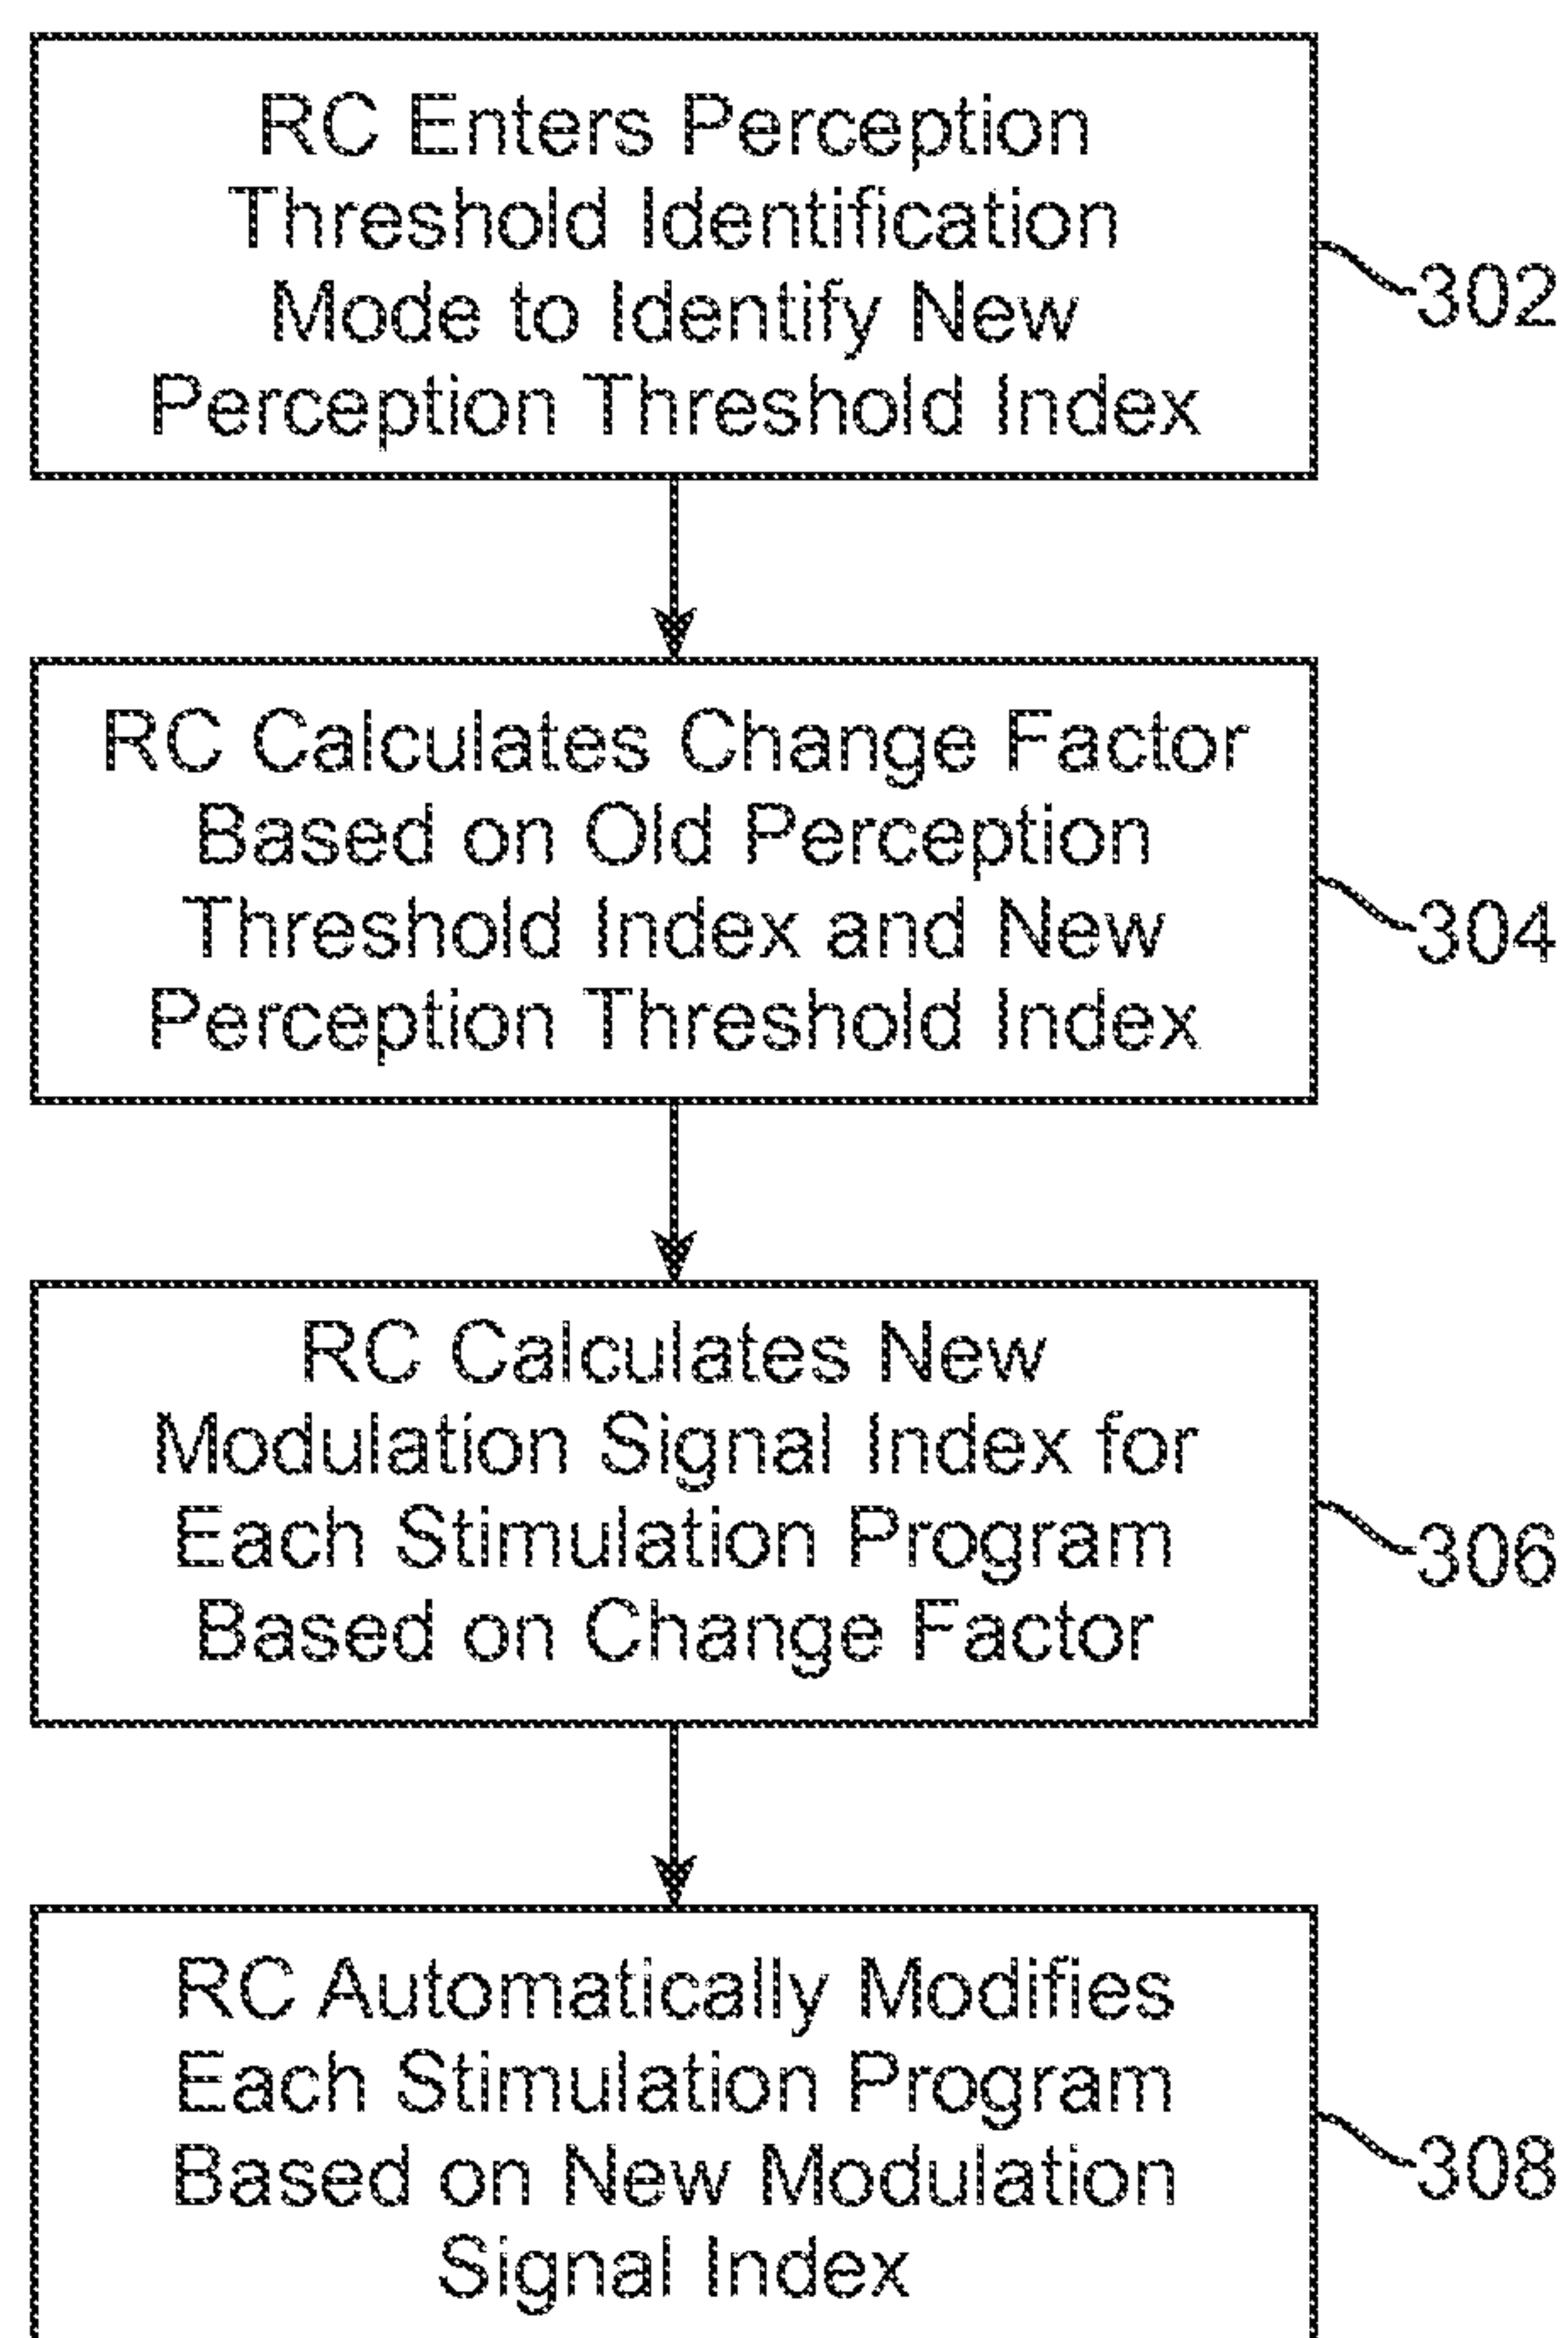 RC Enters Perception
Threshold Identification
Mode to Identify New
Perception Threshold Index
302
RC Calculates Change Factor
Based on Old Perception
Threshold Index and New
Perception Threshold Index
304
RC Calculates New
Modulation Signal Index for
Each Stimulation Program
Based on Change Factor
306
RC Automatically Modifies
Each Stimulation Program
Based on New Modulation
Signal Index
308